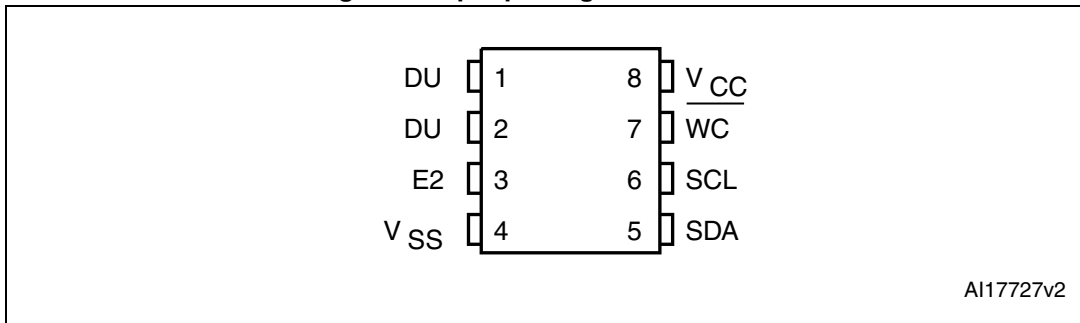 DU 1 8 V CC
DU 2 7 WC
E2 3 6 SCL
V SS 4 5 SDA
AI17727v2